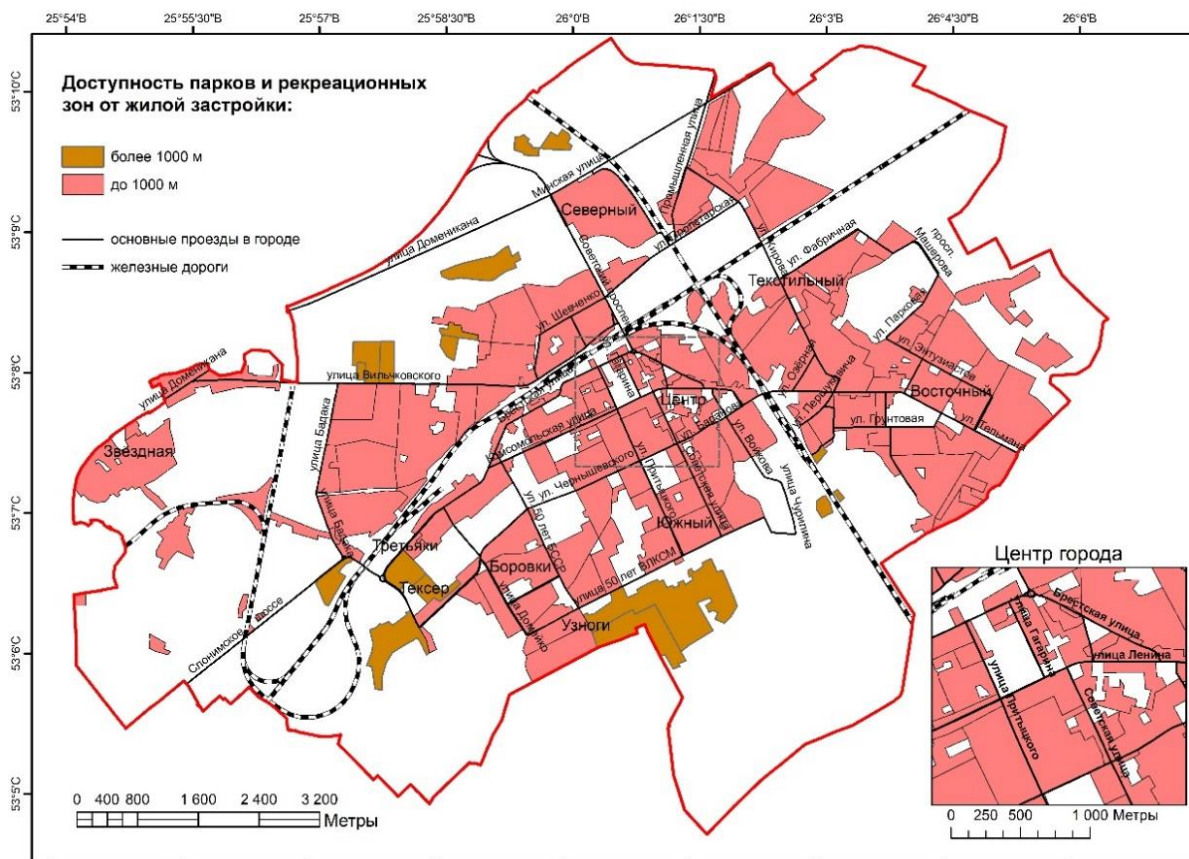 25°54'В
25°55'30"В
25°57'В
25°58'30"В
26°0'В
26°1'30"В
26°3'В
26°4'30"В
26°6'В
53°10'С
53°9'С
53°8'С
53°7'С
53°6'С
53°5'С
Доступность парков и рекреационных
зон от жилой застройки:
более 1000 м
до 1000 м
основные проезды в городе
железные дороги
Минская улица
Промышленная улица
Северный
улица Доменикана
Советский проспект
ул. Кирова
ул. Фабричная
просп.
Машерова
Текстильный
ул. Шевченко
ул. Парковая
ул. Энтузиастов
улица Доменикана
улица Вильчковского
ул. Озёрная
Восточный
Центр
улица Бадака
Комсомольская улица
ул. Грунтовая
ул. Тельмана
Звёздная
ул. Чернышевского
ул. Войкова
ул. Притыцкого
Советская улица
улица Чурилина
ул. 50 лет БССР
Южный
Третьяки
Боровки
Тексер
улица 50 лет ВЛКСМ
улица Домейко
Узноги
Слонимское шоссе
Центр города
Брестская улица
улица Ленина
улица Притыцкого
Советская улица
0 400 800 1 600 2 400 3 200
Метры
0 250 500 1 000 Метры